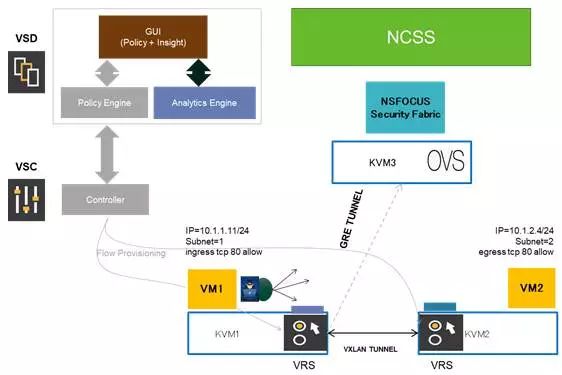 VSD
GUI
(Policy + Insight)
Policy Engine
Analytics Engine
NCSS
NSFOCUS
Security Fabric
KVM3
OVS
VSC
Controller
GRE TUNNEL
IP=10.1.1.11/24
Subnet=1
ingress tcp 80 allow
Flow Provisioning
IP=10.1.2.4/24
Subnet=2
egress tcp 80 allow
VM1
VM2
KVM1
VXLAN TUNNEL
KVM2
VRS
VRS